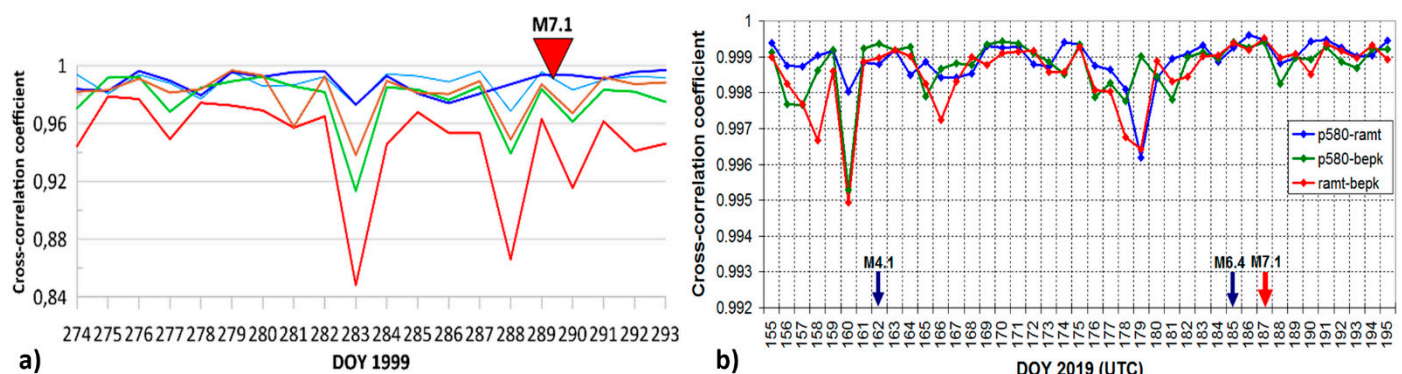 M7.1
Cross-correlation coefficient
1
0,96
0,92
0,88
0,84
274 275 276 277 278 279 280 281 282 283 284 285 286 287 288 289 290 291 292 293
DOY 1999
a)
Cross-correlation coefficient
1
0.999
0.998
0.997
0.996
0.995
0.994
0.993
0.992
p580-ramt
p580-bepk
ramt-bepk
M4.1
M6.4
M7.1
155 156 157 158 159 160 161 162 163 164 165 166 167 168 169 170 171 172 173 174 175 176 177 178 179 180 181 182 183 184 185 186 187 188 189 190 191 192 193 194 195
DOY 2019 (UTC)
b)